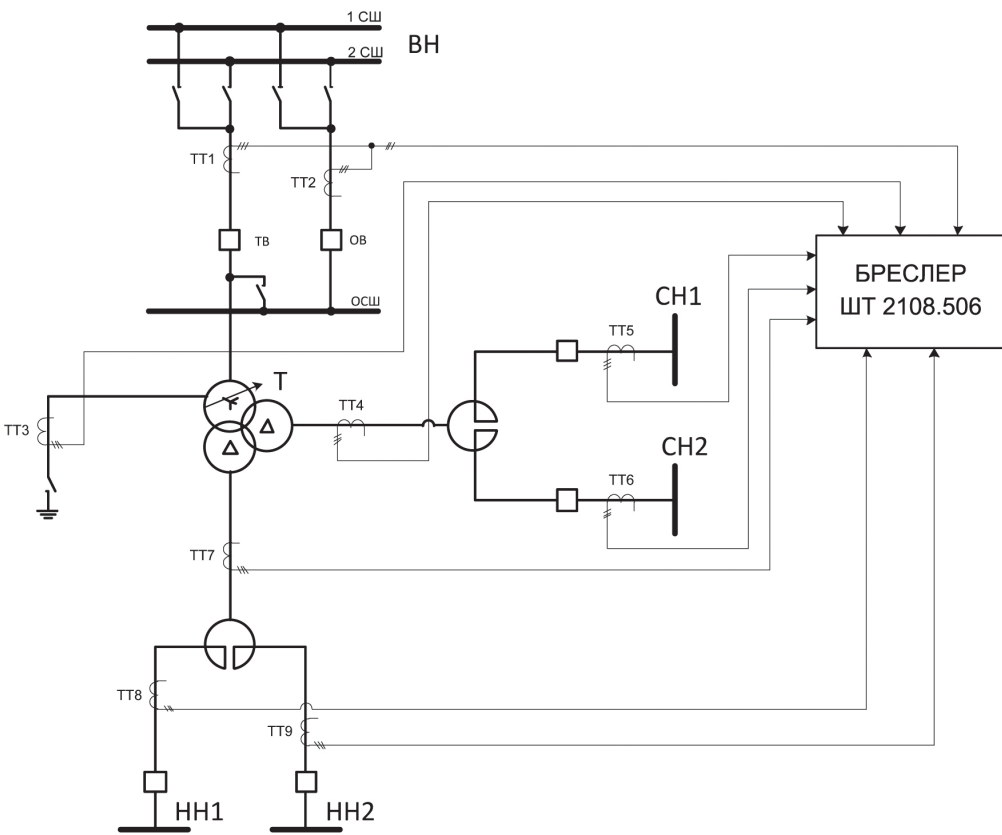 1 СШ
ВН
2 СШ
ТТ1
ТТ2
ТВ
ОВ
БРЕСЛЕР
ШТ 2108.506
ОСШ
СН1
ТТ5
Т
ТТ4
ТТ3
СН2
ТТ6
ТТ7
ТТ8
ТТ9
НН1
НН2